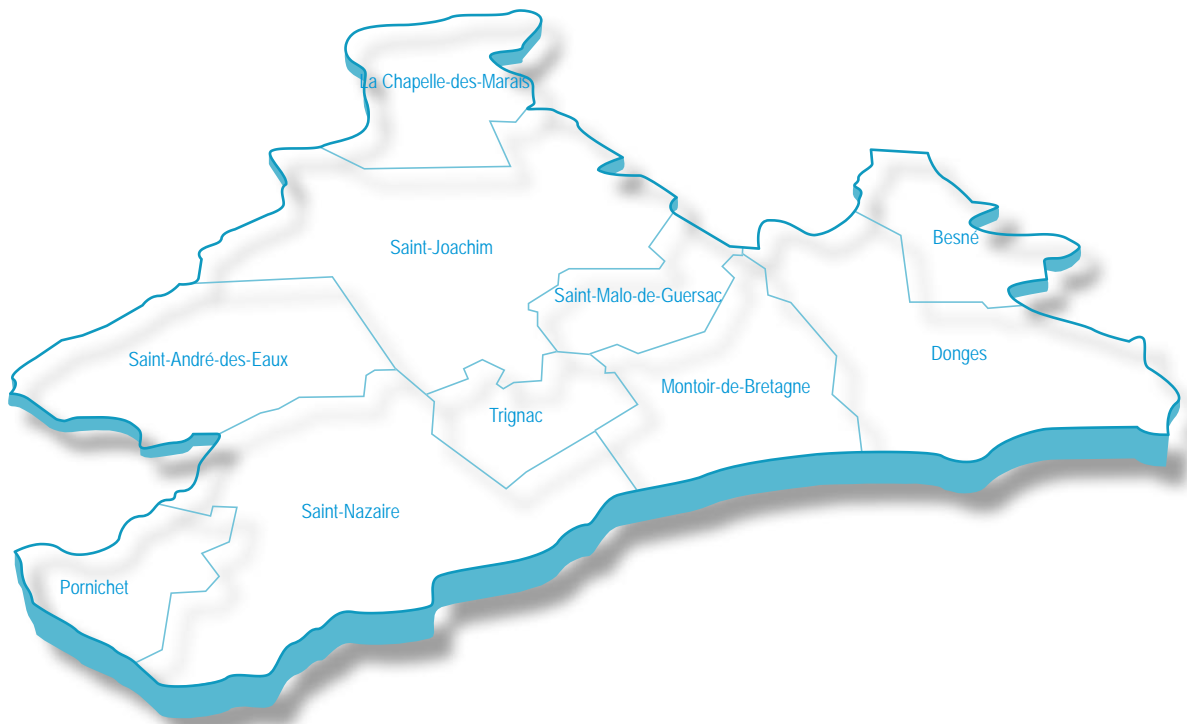 La Chapelle-des-Marais
Besné
Saint-Joachim
Saint-Malo-de-Guersac
Donges
Saint-André-des-Eaux
Montoir-de-Bretagne
Trignac
Saint-Nazaire
Pornichet